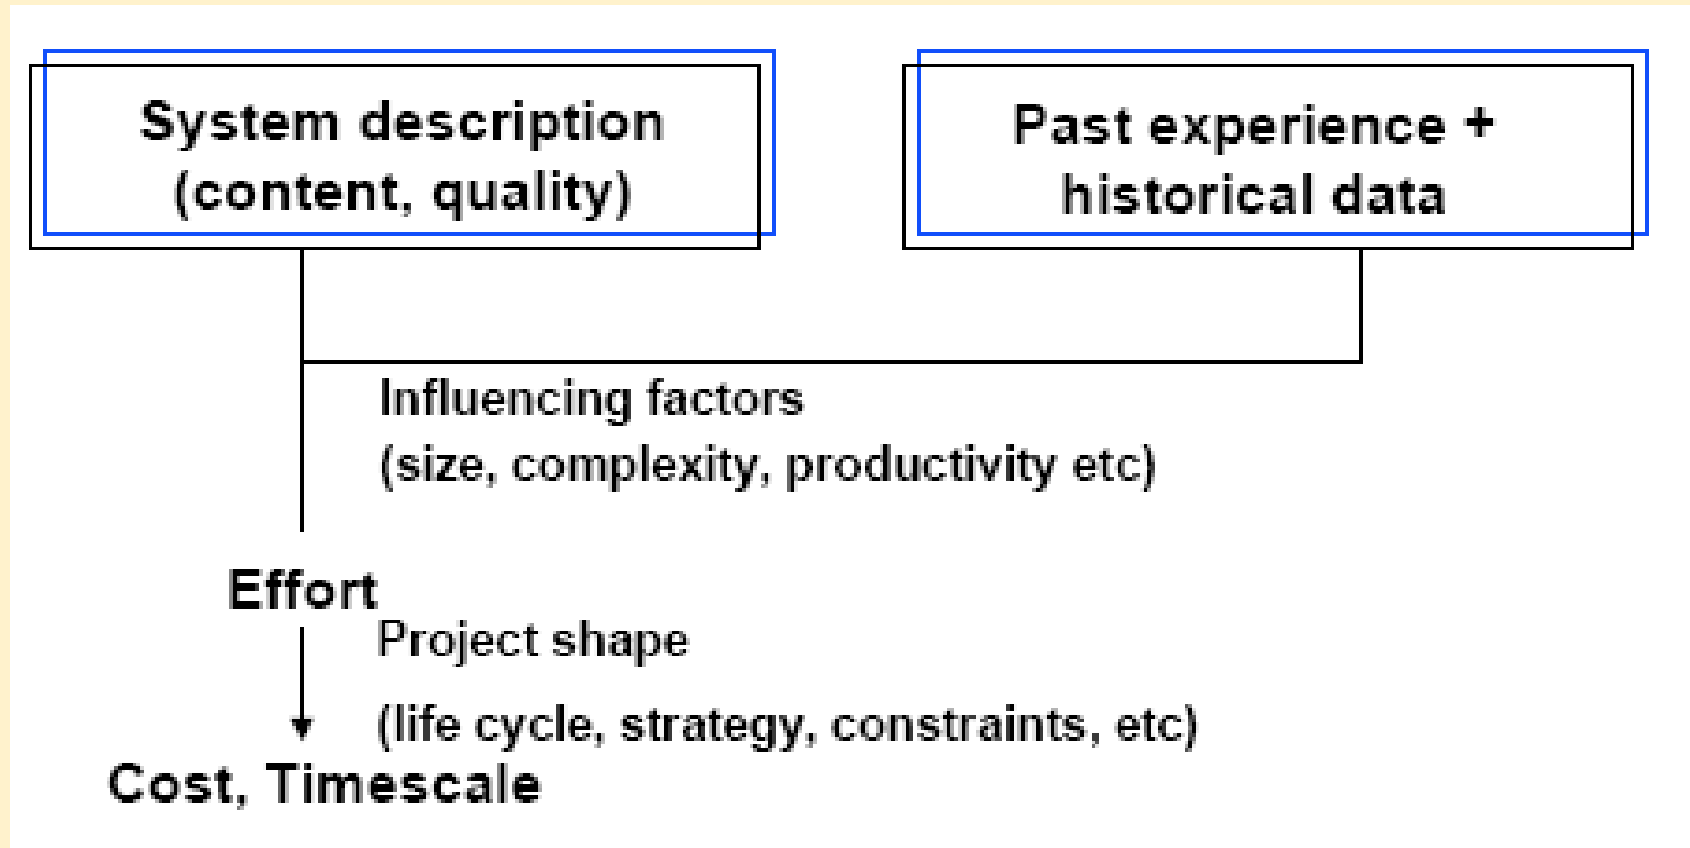 System description
(content, quality)
Past experience +
historical data
Influencing factors
(size, complexity, productivity etc)
Effort
Project shape
(life cycle, strategy, constraints, etc)
Cost, Timescale